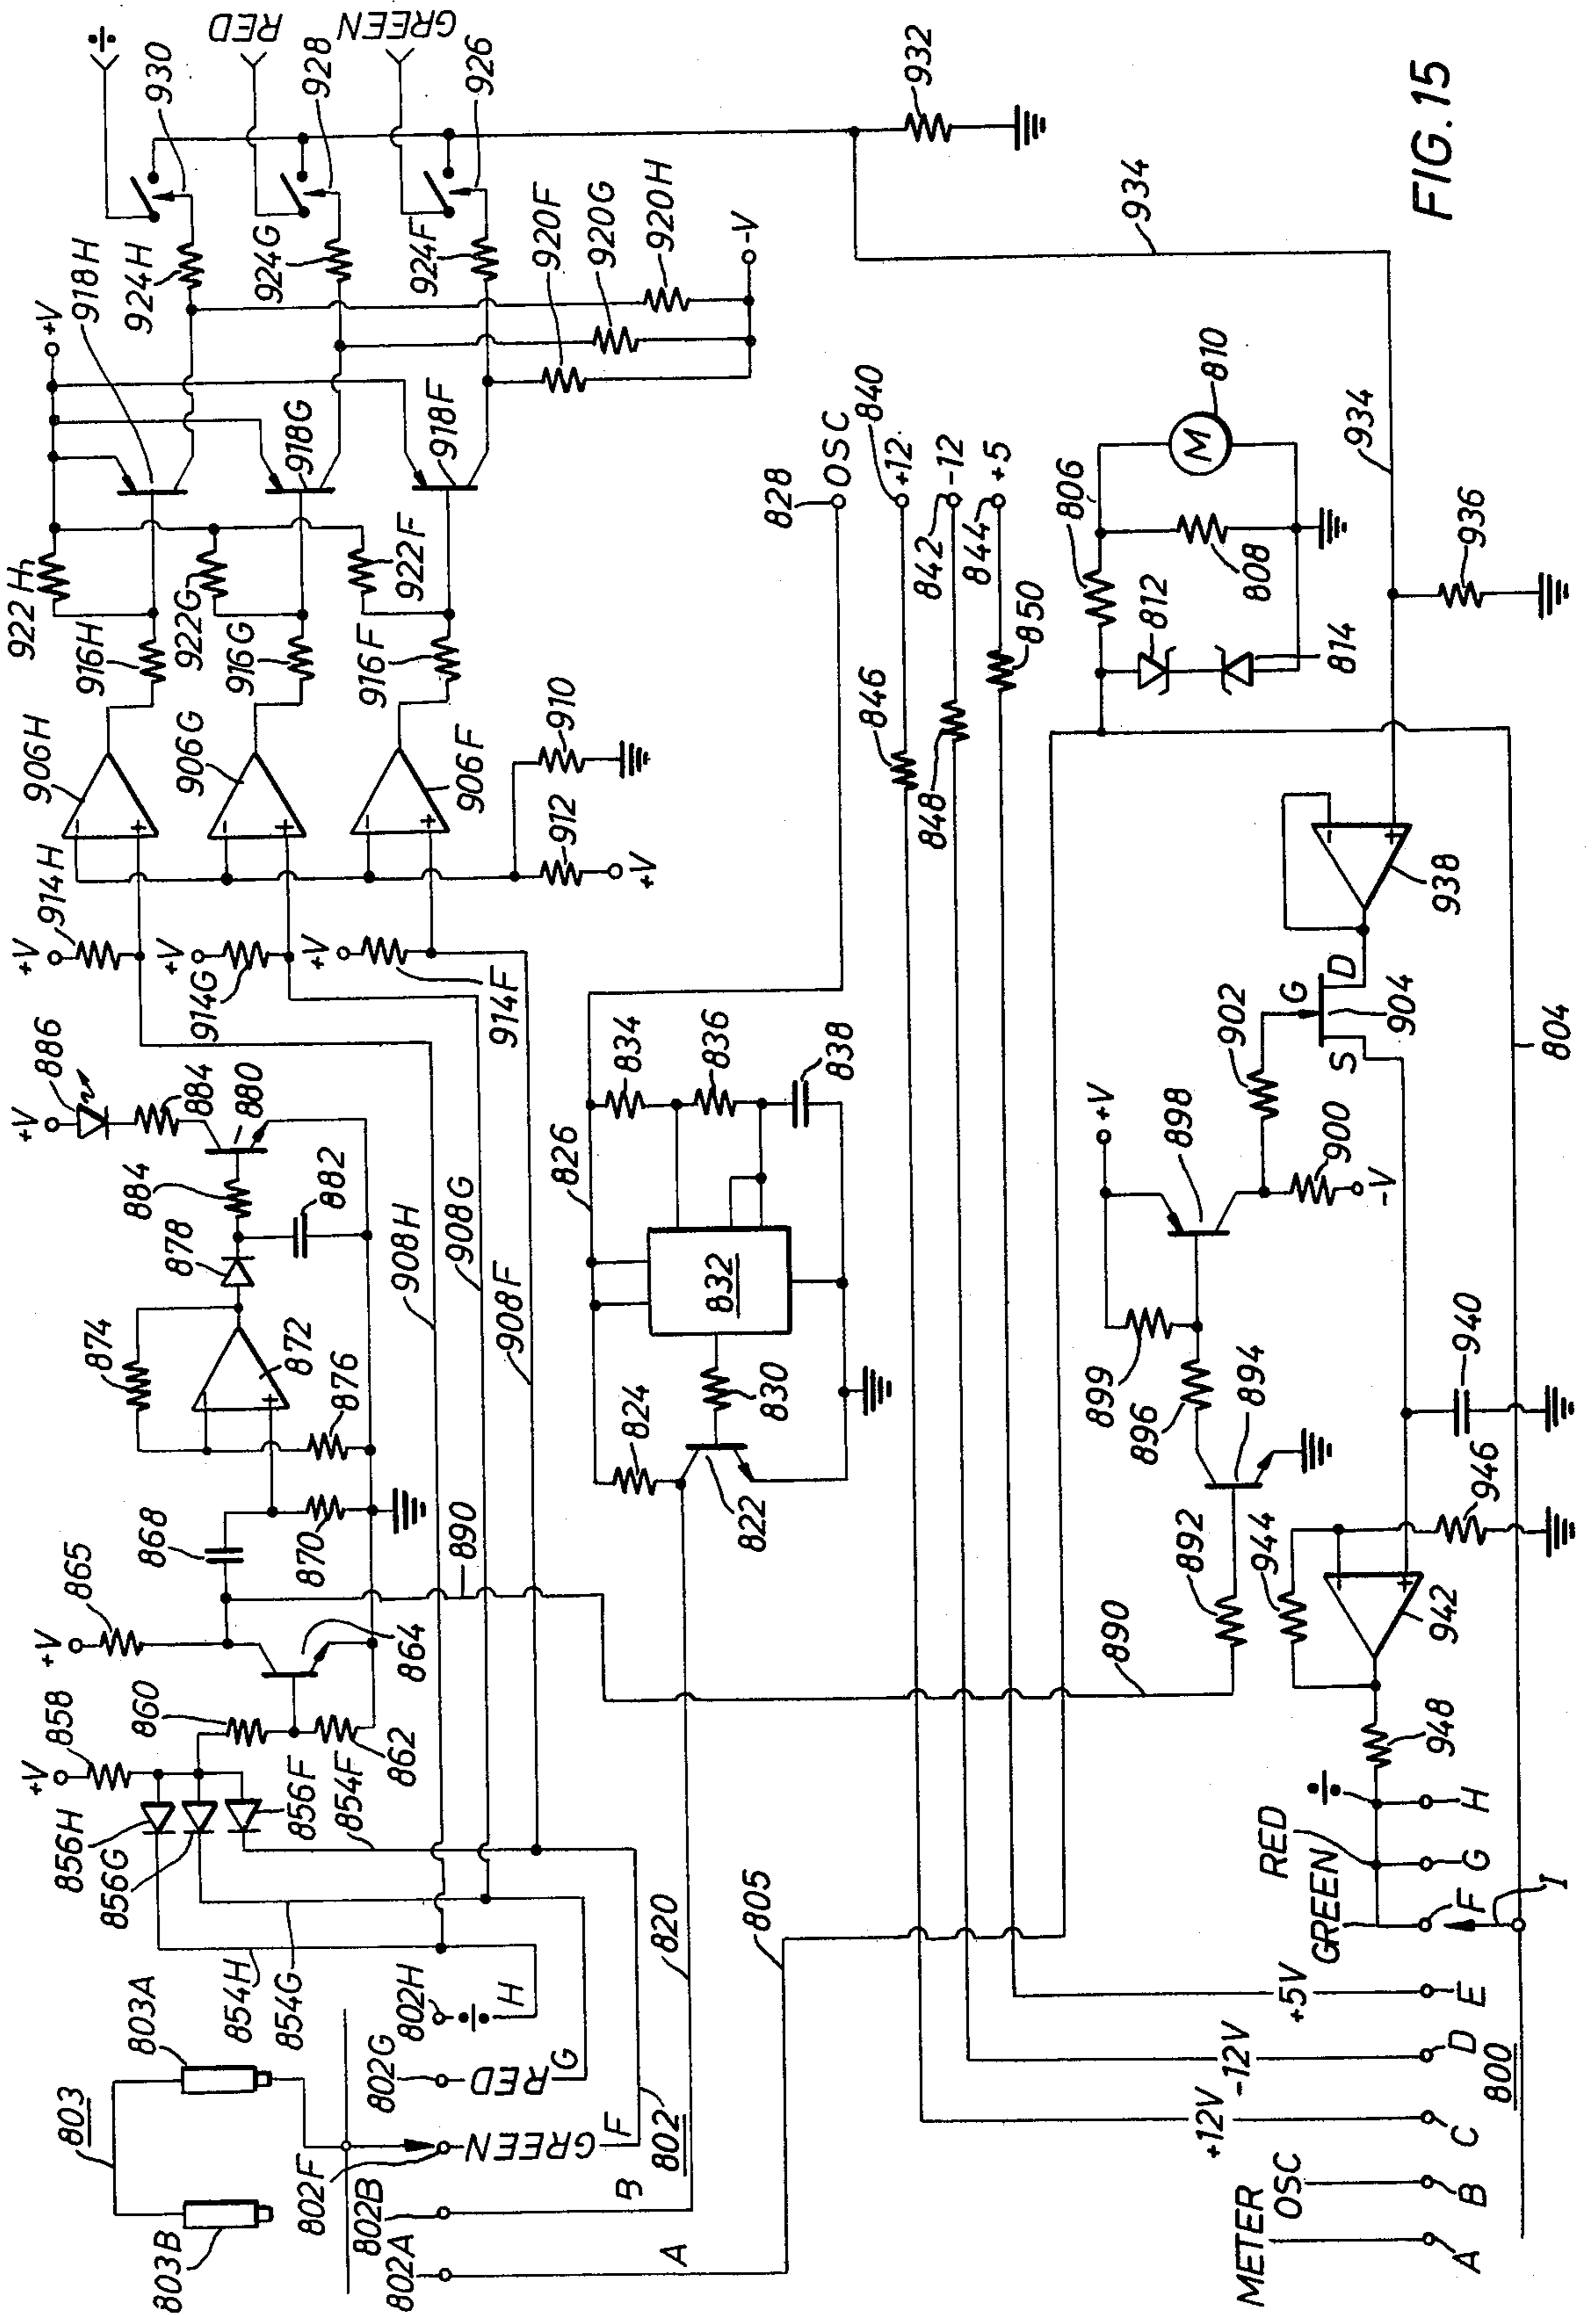 ÷
RED
GREEN
930
928
926
932
918H
924H
924G
924F
920F
920G
920H
+V
-V
922H
916H
922G
916G
918G
922F
916F
918F
906H
906G
906F
910
912
+V
914H
+V
+V
914G
+V
914F
934
FIG. 15
828
OSC
840
+12
842
-12
844
+5
846
848
850
806
810
M
808
812
814
934
936
938
+V
886
884
880
884
882
878
874
872
876
908H
908G
908F
826
834
836
838
832
824
830
822
868
870
890
+V
865
864
+V
858
860
862
856H
856G
856F
854F
854H
854G
803
803A
803B
802F
802G
802H
802B
802A
÷
H
RED
G
GREEN
F
802
B
A
820
805
890
892
894
896
899
898
+V
900
-V
902
G
D
S
904
804
940
946
944
942
948
÷
RED
GREEN
H
G
F
I
+5V
E
-12V
D
800
+12V
C
OSC
B
METER
A